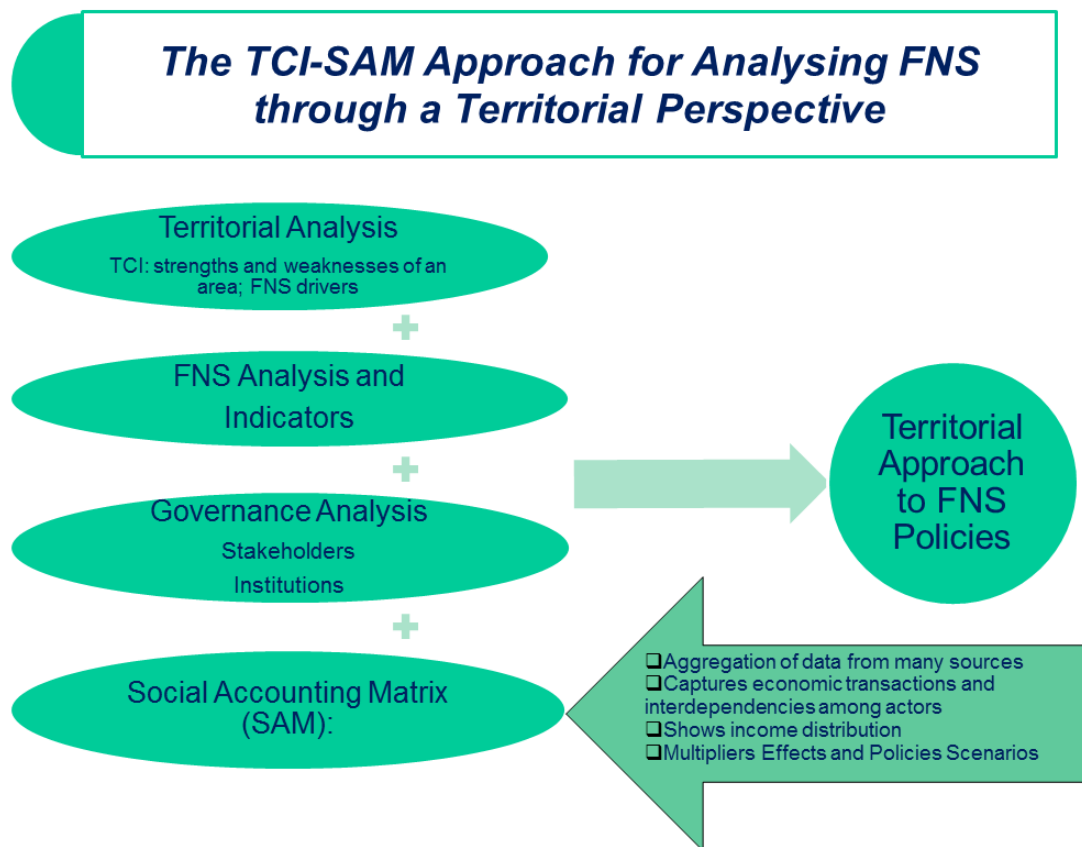 The TCI-SAM Approach for Analysing FNS
through a Territorial Perspective
Territorial Analysis
TCI: strengths and weaknesses of an
area; FNS drivers
FNS Analysis and
Indicators
Governance Analysis
Stakeholders
Institutions
Social Accounting Matrix
(SAM):
Territorial
Approach
to FNS
Policies
❑Aggregation of data from many sources
❑Captures economic transactions and
interdependencies among actors
❑Shows income distribution
❑Multipliers Effects and Policies Scenarios